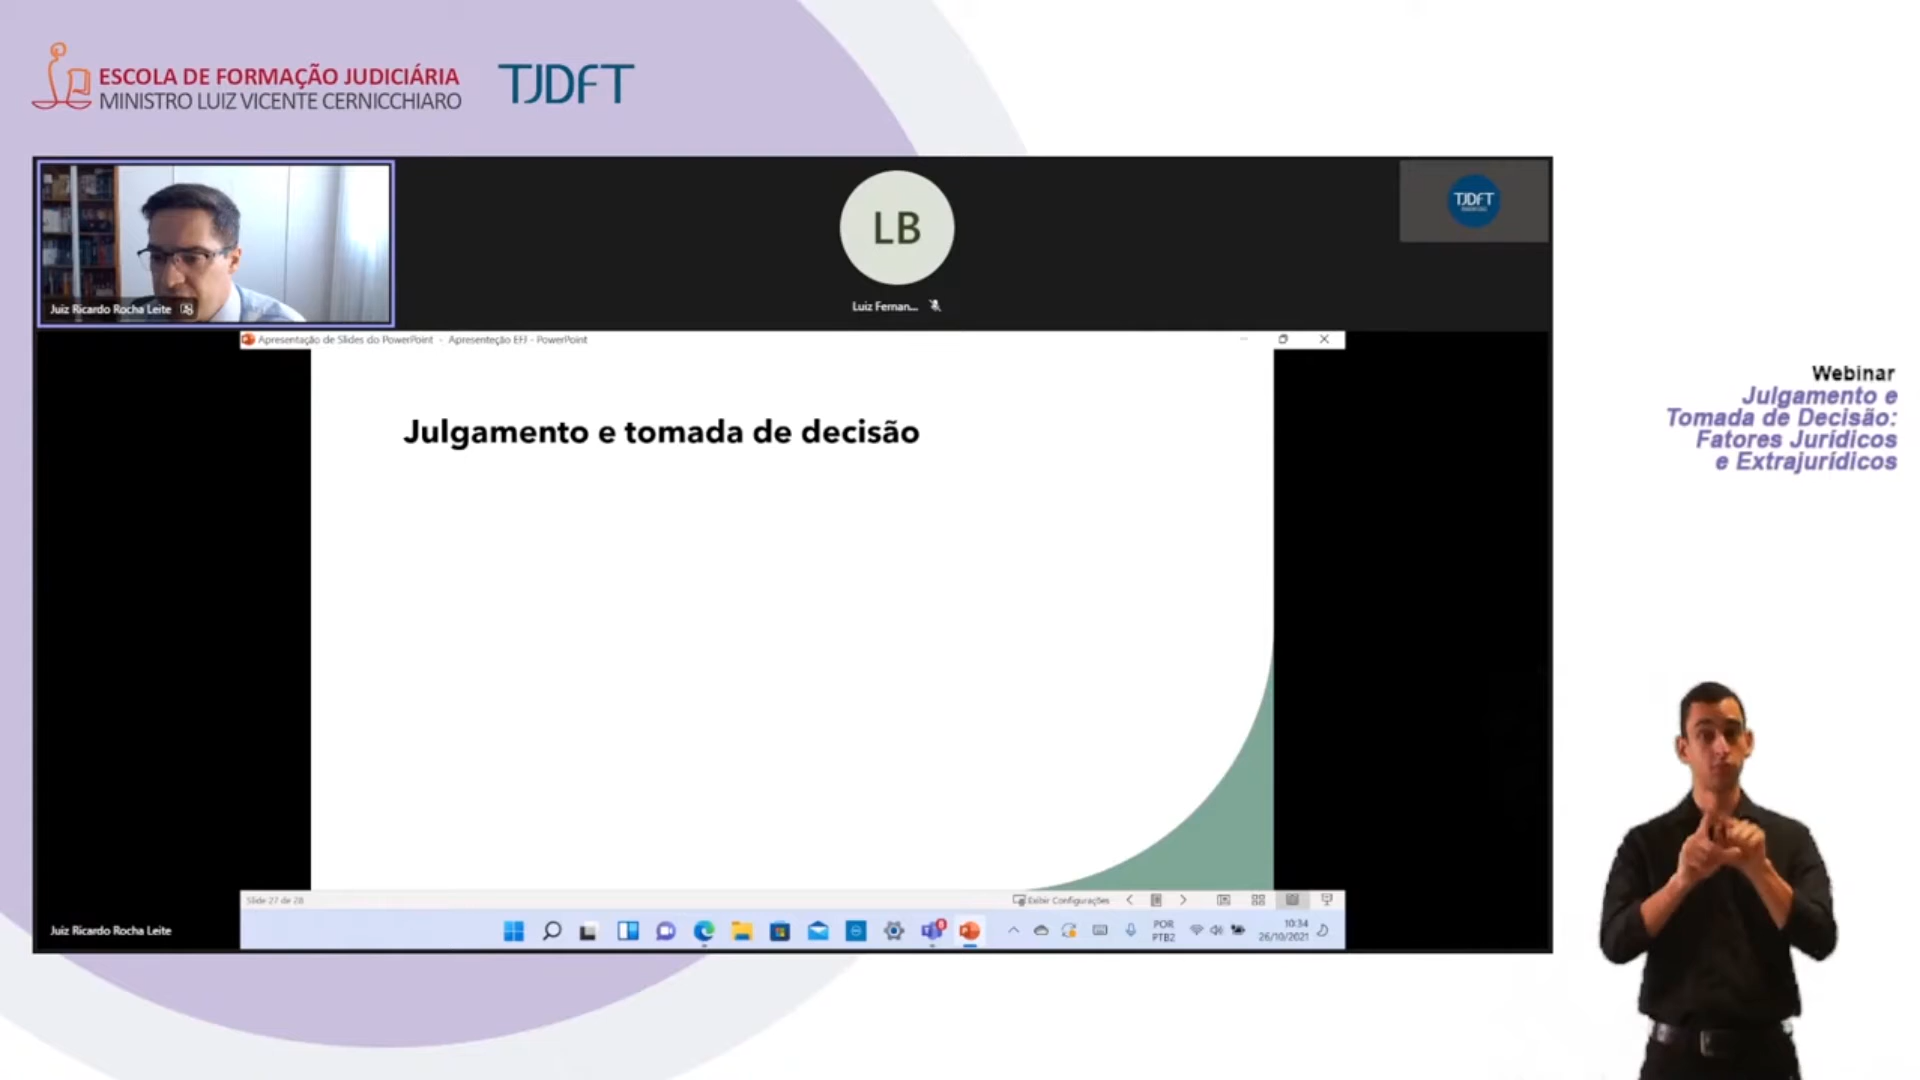 ESCOLA DE FORMAÇÃO JUDICIÁRIA
MINISTRO LUIZ VICENTE CERNICCHIARO
TJDFT
Juiz Ricardo Rocha Leite
LB
Luiz Fernan...
TJDFT
Apresentação de Slides do PowerPoint - Apresenteção EFJ - PowerPoint
Julgamento e tomada de decisão
Webinar
Julgamento e
Tomada de Decisão:
Fatores Jurídicos
e Extrajurídicos
Slide 27 de 28
Exibir Configurações
Juiz Ricardo Rocha Leite
POR
PTB2
10:34
26/10/2021